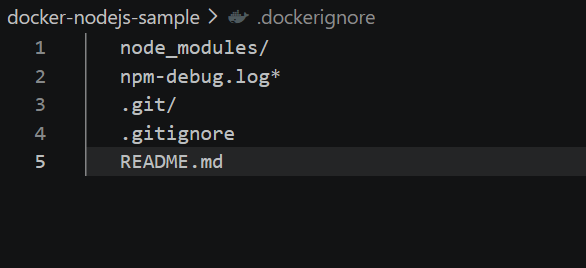 docker-nodejs-sample > .dockerignore
1 node_modules/
2 npm-debug.log*
3 .git/
4 .gitignore
5 README.md